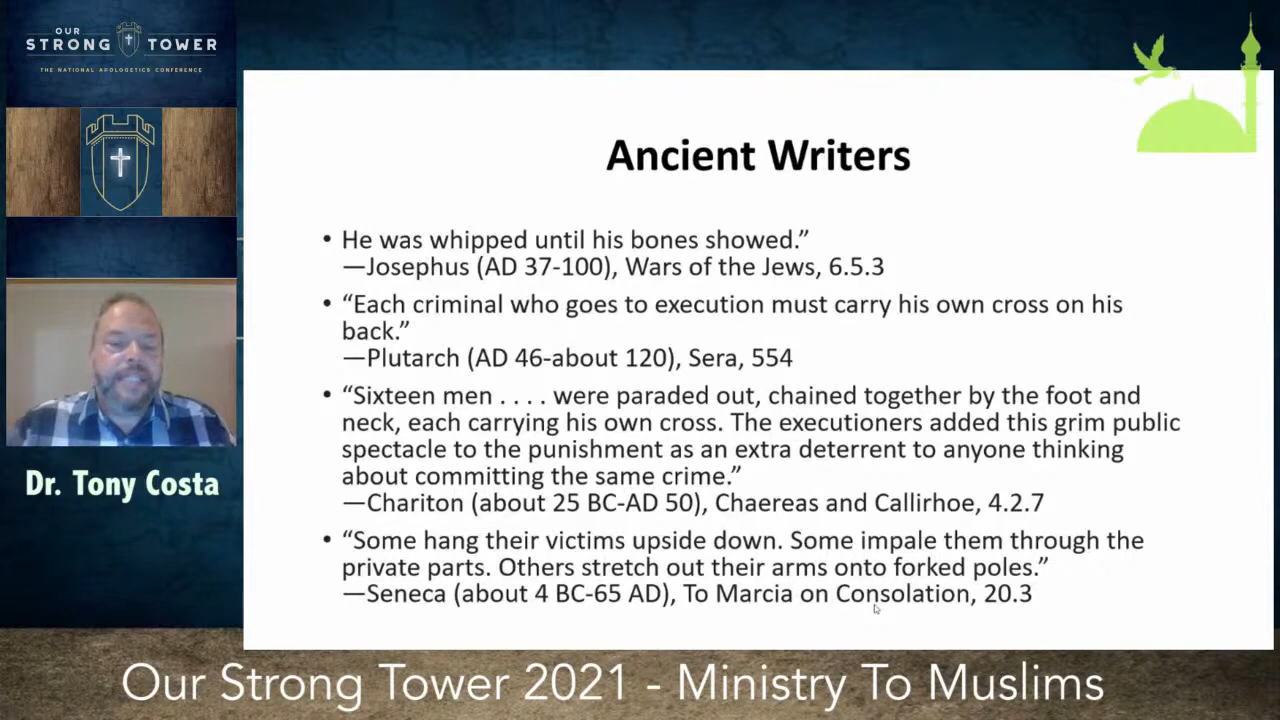 OUR
STRONG TOWER
THE NATIONAL APOLOGETICS CONFERENCE
Ancient Writers
• He was whipped until his bones showed.”
—Josephus (AD 37-100), Wars of the Jews, 6.5.3
• “Each criminal who goes to execution must carry his own cross on his
back.”
—Plutarch (AD 46-about 120), Sera, 554
• “Sixteen men . . . . were paraded out, chained together by the foot and
neck, each carrying his own cross. The executioners added this grim public
spectacle to the punishment as an extra deterrent to anyone thinking
about committing the same crime.”
—Chariton (about 25 BC-AD 50), Chaereas and Callirhoe, 4.2.7
• “Some hang their victims upside down. Some impale them through the
private parts. Others stretch out their arms onto forked poles.”
—Seneca (about 4 BC-65 AD), To Marcia on Consolation, 20.3
Dr. Tony Costa
Our Strong Tower 2021 - Ministry To Muslims